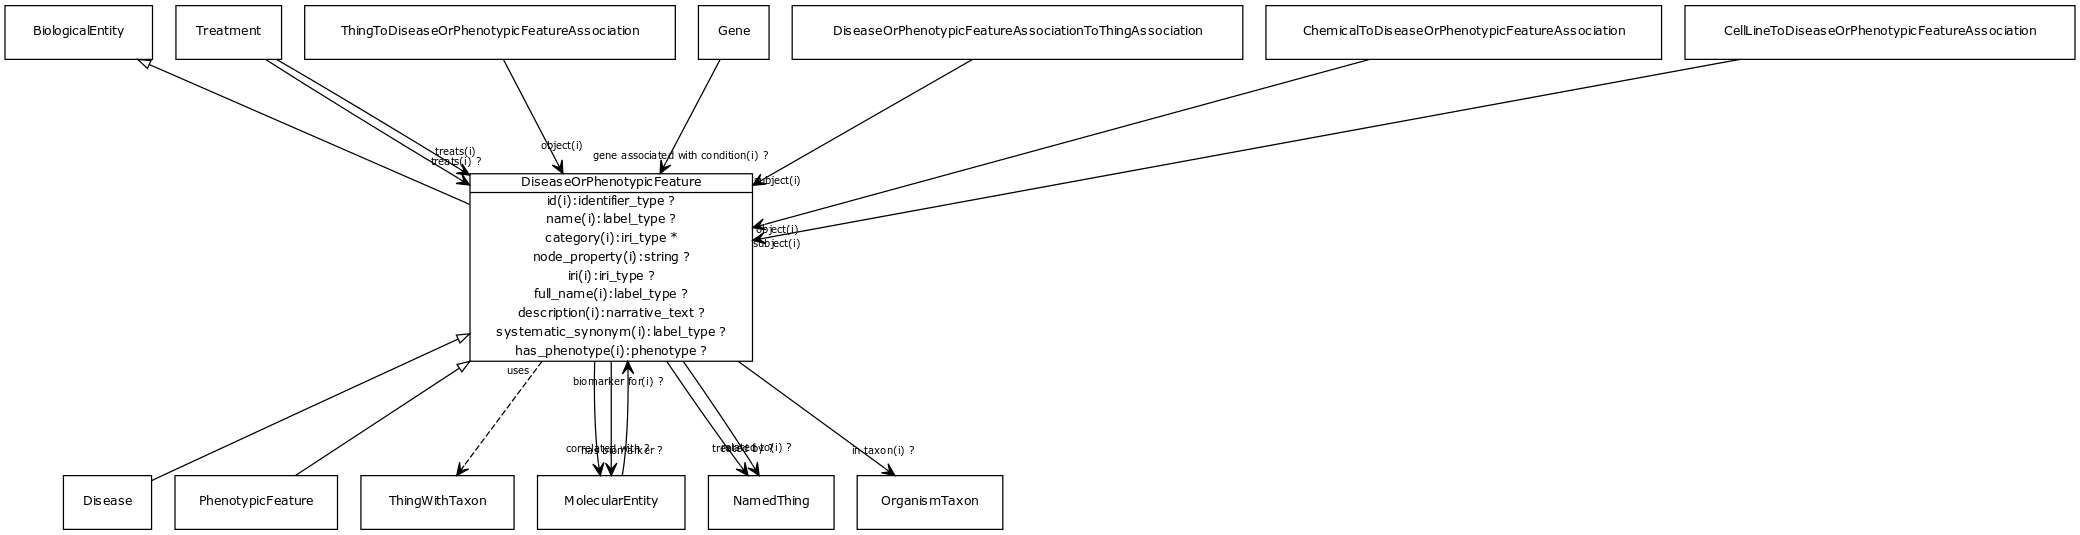 BiologicalEntity
Treatment
ThingToDiseaseOrPhenotypicFeatureAssociation
Gene
DiseaseOrPhenotypicFeatureAssociationToThingAssociation
ChemicalToDiseaseOrPhenotypicFeatureAssociation
CellLineToDiseaseOrPhenotypicFeatureAssociation
treats(i)
treats(i) ?
object(i)
gene associated with condition(i) ?
subject(i)
object(i)
subject(i)
DiseaseOrPhenotypicFeature
id(i):identifier_type ?
name(i):label_type ?
category(i):iri_type *
node_property(i):string ?
iri(i):iri_type ?
full_name(i):label_type ?
description(i):narrative_text ?
systematic_synonym(i):label_type ?
has_phenotype(i):phenotype ?
uses
biomarker for(i) ?
correlated with ?
has biomarker ?
treated by ?
related to(i) ?
in taxon(i) ?
Disease
PhenotypicFeature
ThingWithTaxon
MolecularEntity
NamedThing
OrganismTaxon